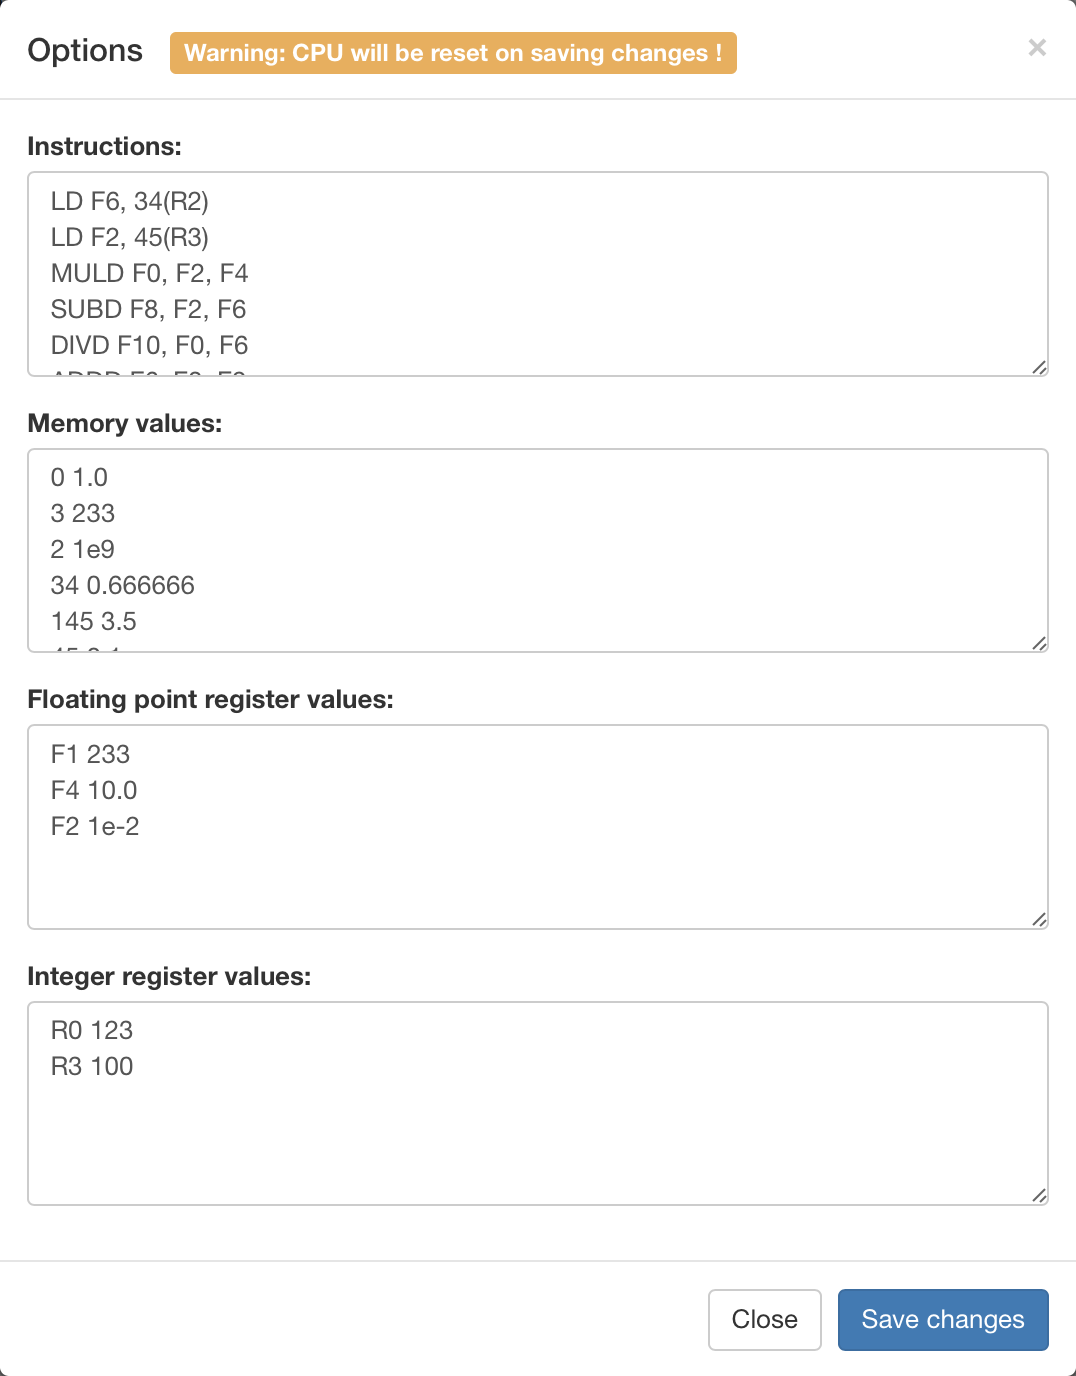 Options
Warning: CPU will be reset on saving changes !
×
Instructions:
LD F6, 34(R2)
LD F2, 45(R3)
MULD F0, F2, F4
SUBD F8, F2, F6
DIVD F10, F0, F6
Memory values:
0 1.0
3 233
2 1e9
34 0.666666
145 3.5
Floating point register values:
F1 233
F4 10.0
F2 1e-2
Integer register values:
R0 123
R3 100
Close
Save changes